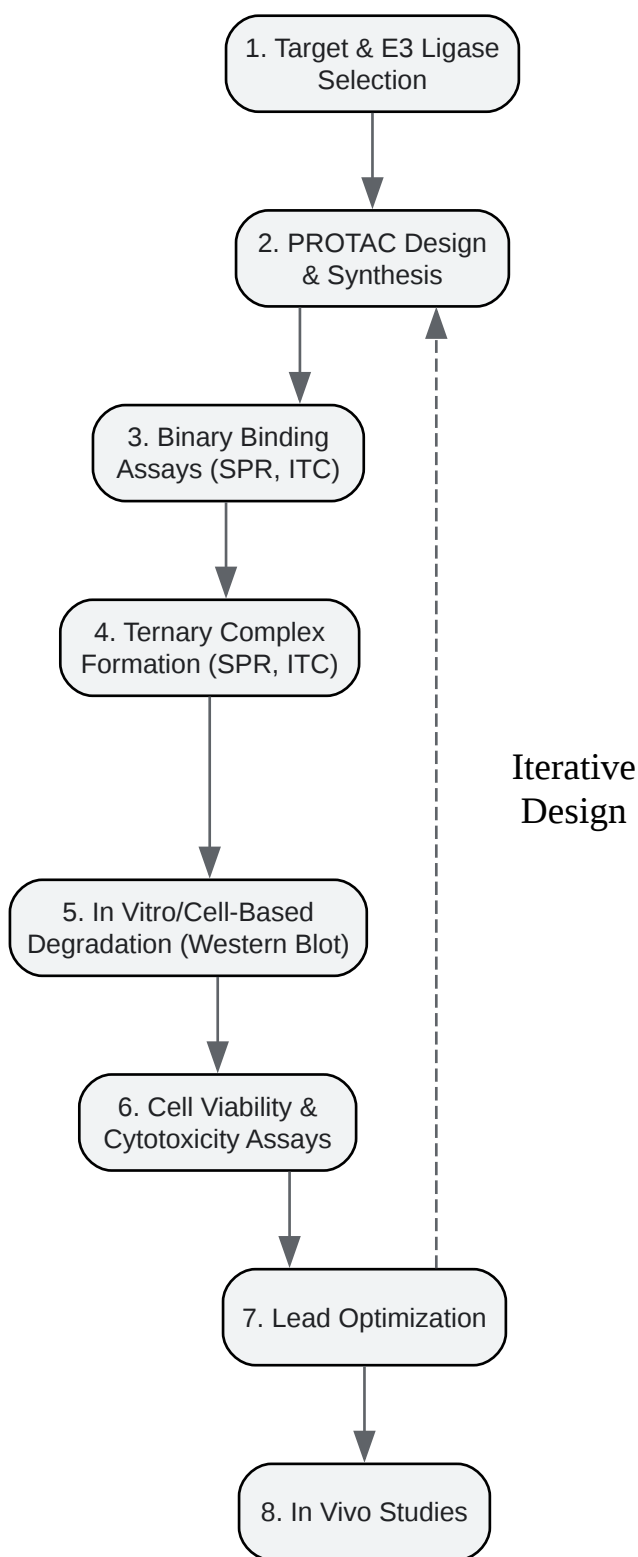 1. Target & E3 Ligase
Selection
2. PROTAC Design
& Synthesis
3. Binary Binding
Assays (SPR, ITC)
4. Ternary Complex
Formation (SPR, ITC)
Iterative
Design
5. In Vitro/Cell-Based
Degradation (Western Blot)
6. Cell Viability &
Cytotoxicity Assays
7. Lead Optimization
8. In Vivo Studies